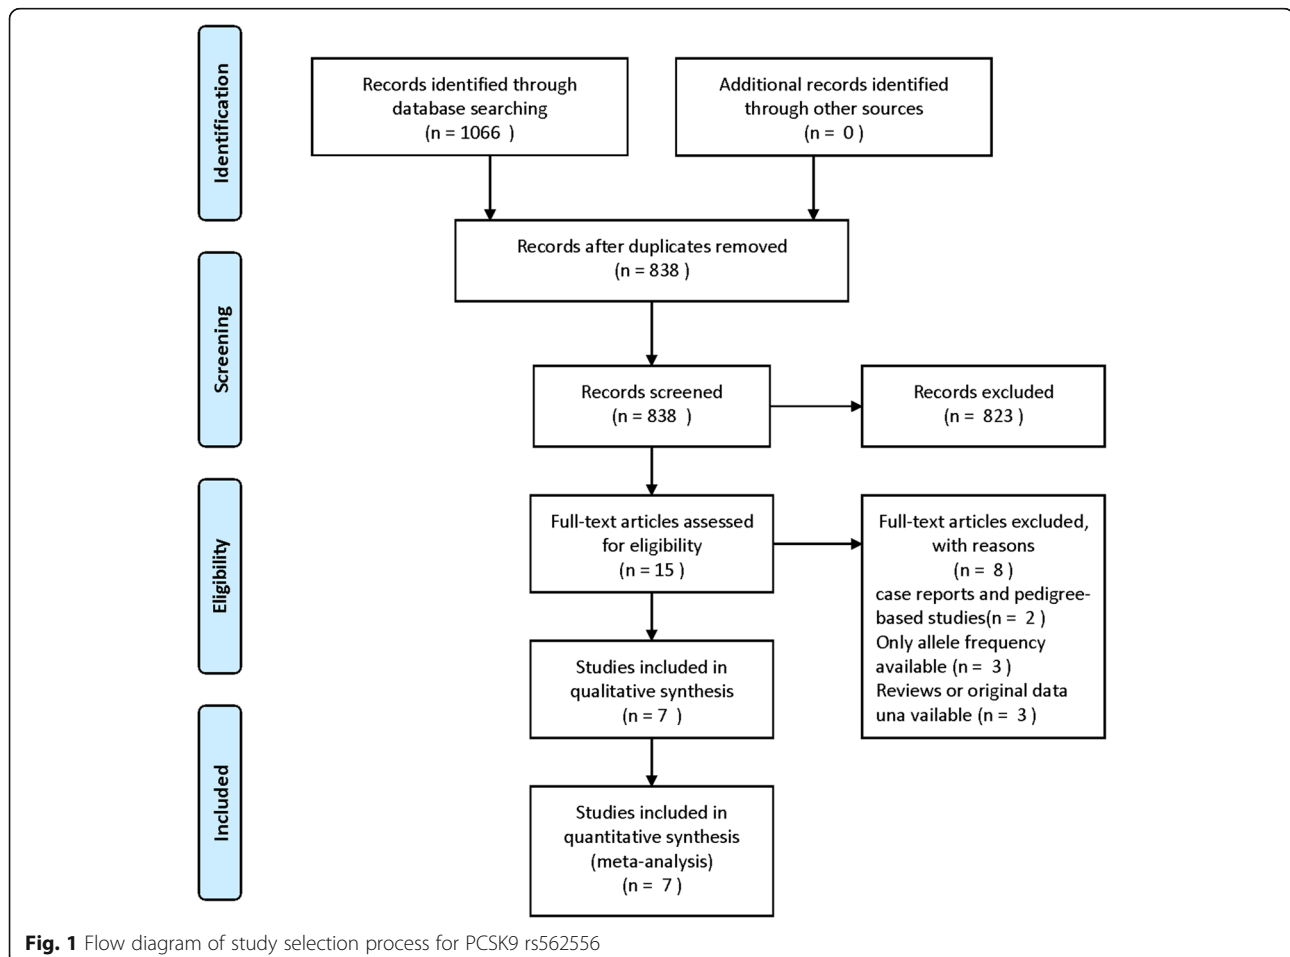 Identification
Records identified through
database searching
(n = 1066 )
Additional records identified
through other sources
(n = 0 )
Records after duplicates removed
(n = 838 )
Screening
Records screened
(n = 838 )
Records excluded
(n = 823 )
Eligibility
Full-text articles assessed
for eligibility
(n = 15 )
Full-text articles excluded,
with reasons
(n = 8 )
case reports and pedigree-
based studies(n = 2 )
Only allele frequency
available (n = 3 )
Reviews or original data
una vailable (n = 3 )
Studies included in
qualitative synthesis
(n = 7 )
Included
Studies included in
quantitative synthesis
(meta-analysis)
(n = 7 )
Fig. 1 Flow diagram of study selection process for PCSK9 rs562556